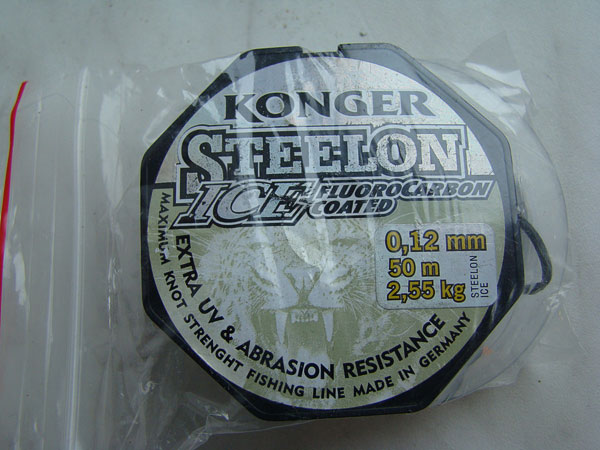 KONGER
STEELON
ICE FLUOROCARBON
COATED
0,12 mm
50 m
2,55 kg
STEELON
ICE
EXTRA UV & ABRASION RESISTANCE
MAXIMUM KNOT STRENGHT FISHING LINE MADE IN GERMANY